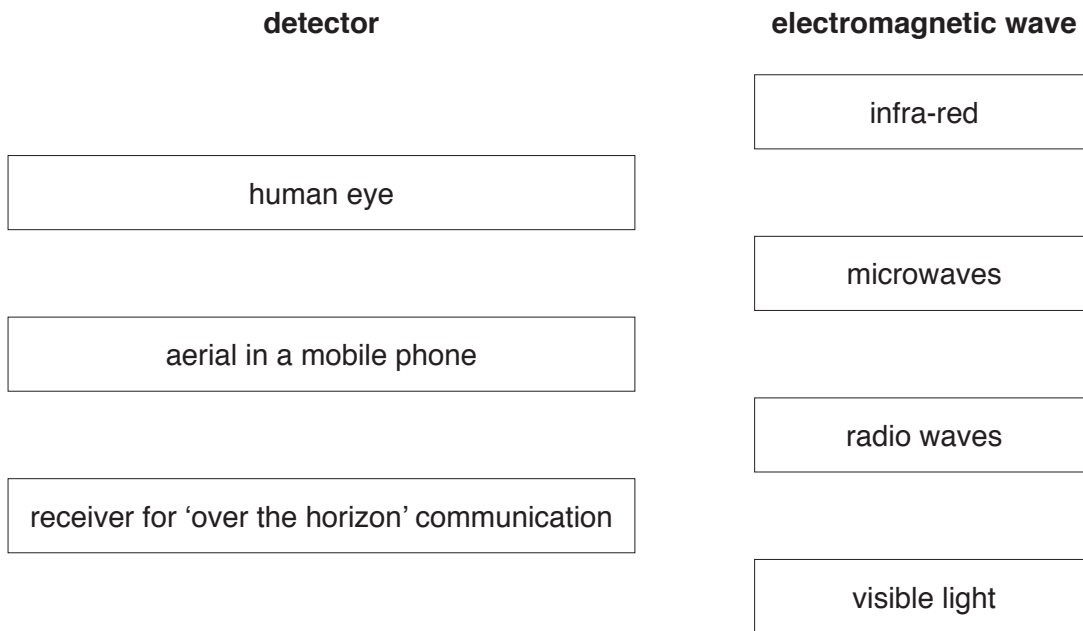 detector
electromagnetic wave
infra-red
human eye
microwaves
aerial in a mobile phone
radio waves
receiver for ‘over the horizon’ communication
visible light